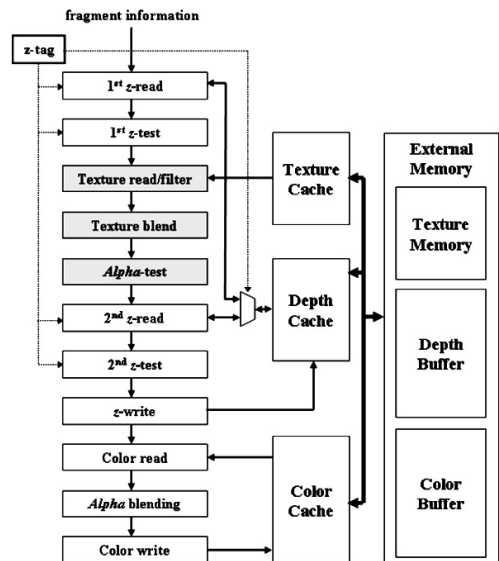 fragment information
z-tag
1st z-read
1st z-test
Texture read/filter
Texture blend
Alpha-test
2nd z-read
2nd z-test
z-write
Color read
Alpha blending
Color write
Texture
Cache
Depth
Cache
Color
Cache
External
Memory
Texture
Memory
Depth
Buffer
Color
Buffer